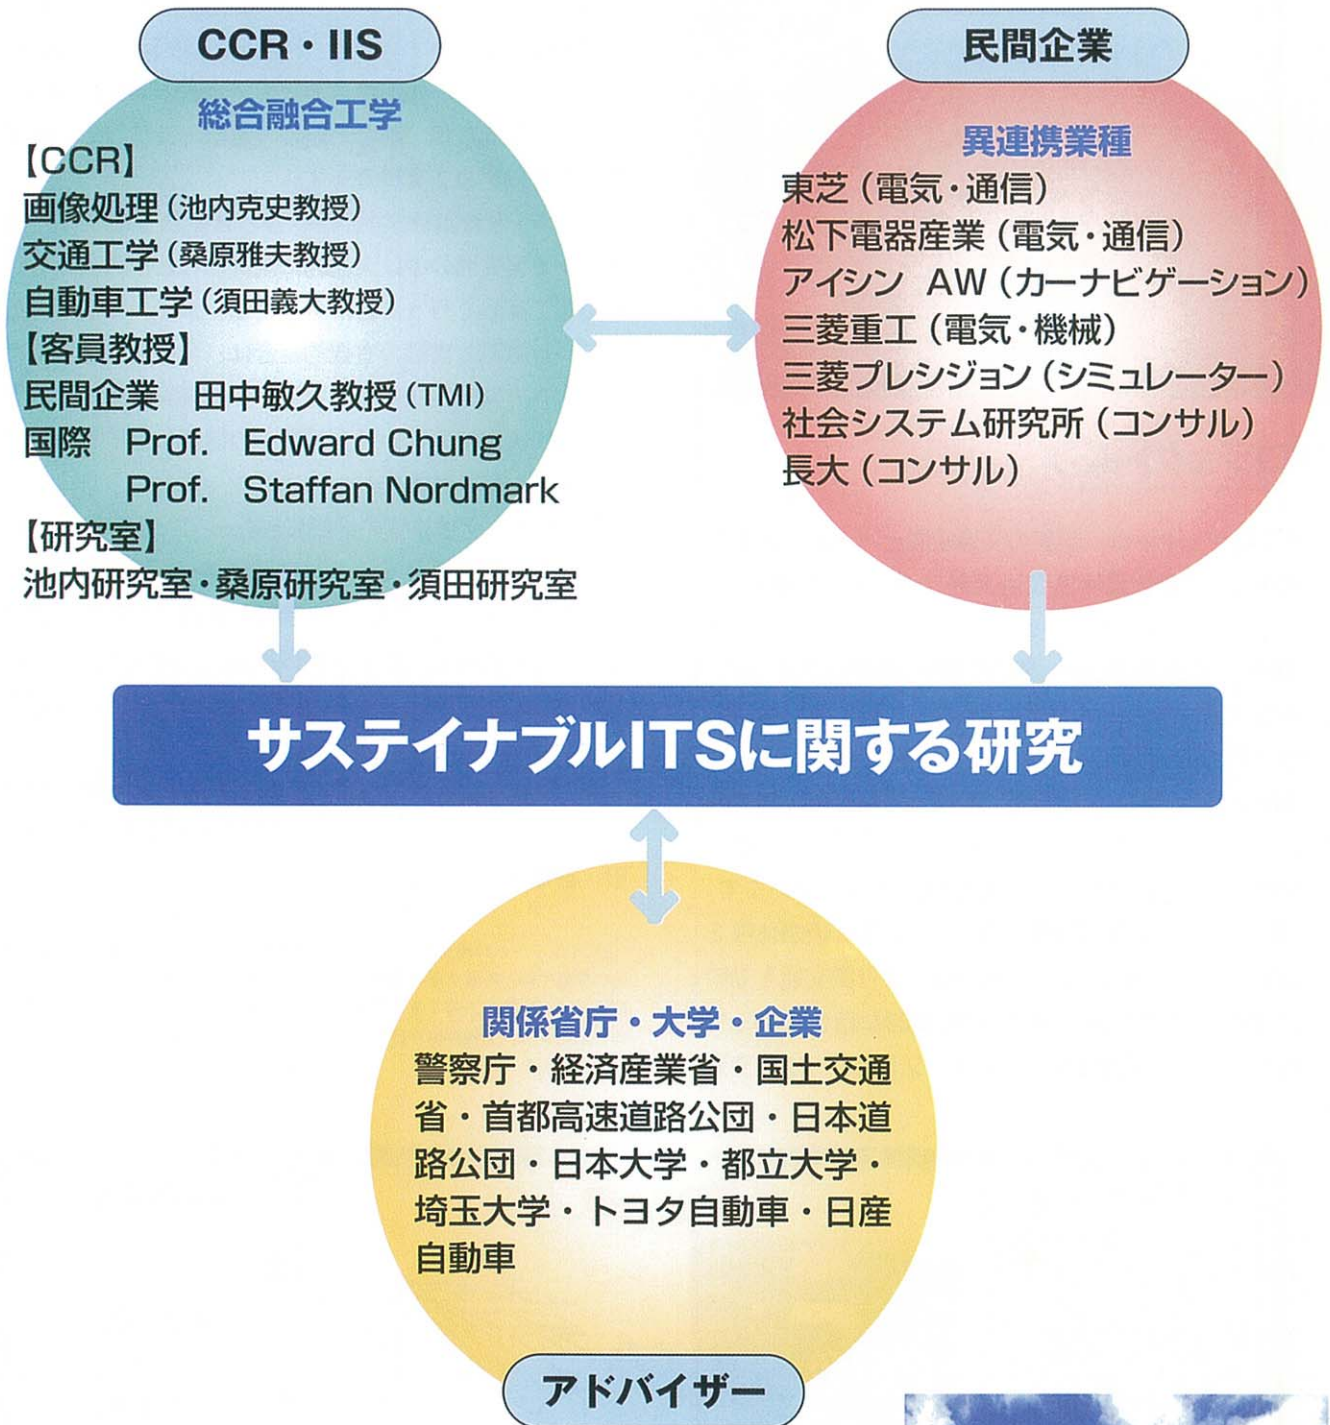 CCR・IIS
総合融合工学
【CCR】
画像処理(池内克史教授)
交通工学(桑原雅夫教授)
自動車工学(須田義大教授)
【客員教授】
民間企業 田中敏久教授(TMI)
国際 Prof. Edward Chung
Prof. Staffan Nordmark
【研究室】
池内研究室・桑原研究室・須田研究室
民間企業
異連携業種
東芝(電気・通信)
松下電器産業(電気・通信)
アイシン AW(カーナビゲーション)
三菱重工(電気・機械)
三菱プレシジョン(シミュレーター)
社会システム研究所(コンサル)
長大(コンサル)
サステイナブルITSに関する研究
関係省庁・大学・企業
警察庁・経済産業省・国土交通
省・首都高速道路公団・日本道
路公団・日本大学・都立大学・
埼玉大学・トヨタ自動車・日産
自動車
アドバイザー